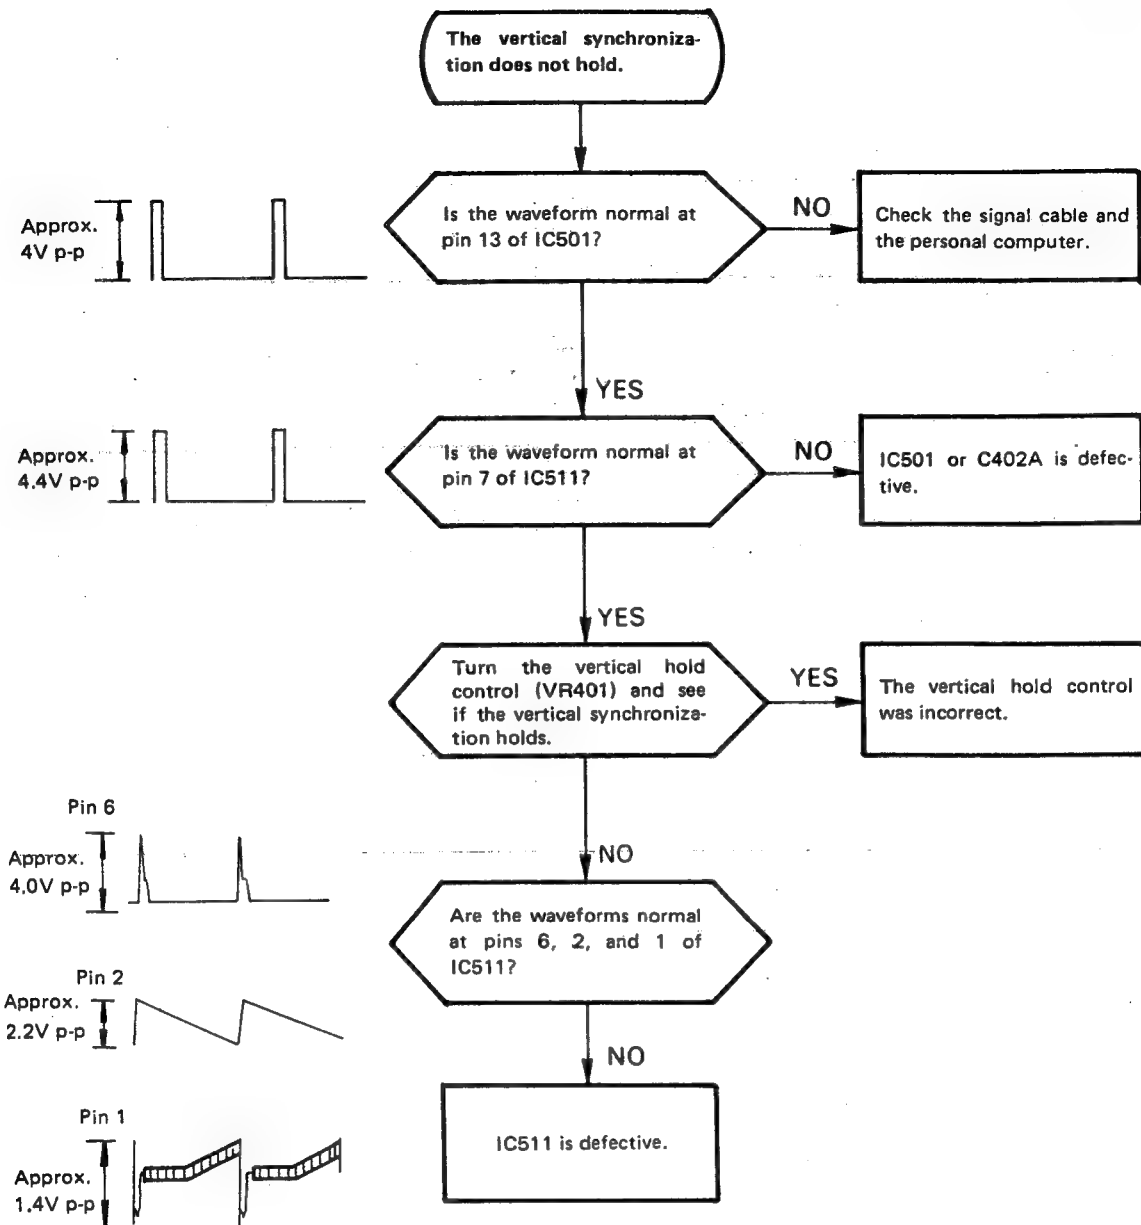 The vertical synchroniza-
tion does not hold.
Approx.
4V p-p
Is the waveform normal at
pin 13 of IC501?
NO
Check the signal cable and
the personal computer.
YES
Approx.
4.4V p-p
Is the waveform normal at
pin 7 of IC511?
NO
IC501 or C402A is defec-
tive.
YES
Turn the vertical hold
control (VR401) and see
if the vertical synchroniza-
tion holds.
YES
The vertical hold control
was incorrect.
NO
Pin 6
Approx.
4.0V p-p
Are the waveforms normal
at pins 6, 2, and 1 of
IC511?
Pin 2
Approx.
2.2V p-p
NO
Pin 1
Approx.
1.4V p-p
IC511 is defective.